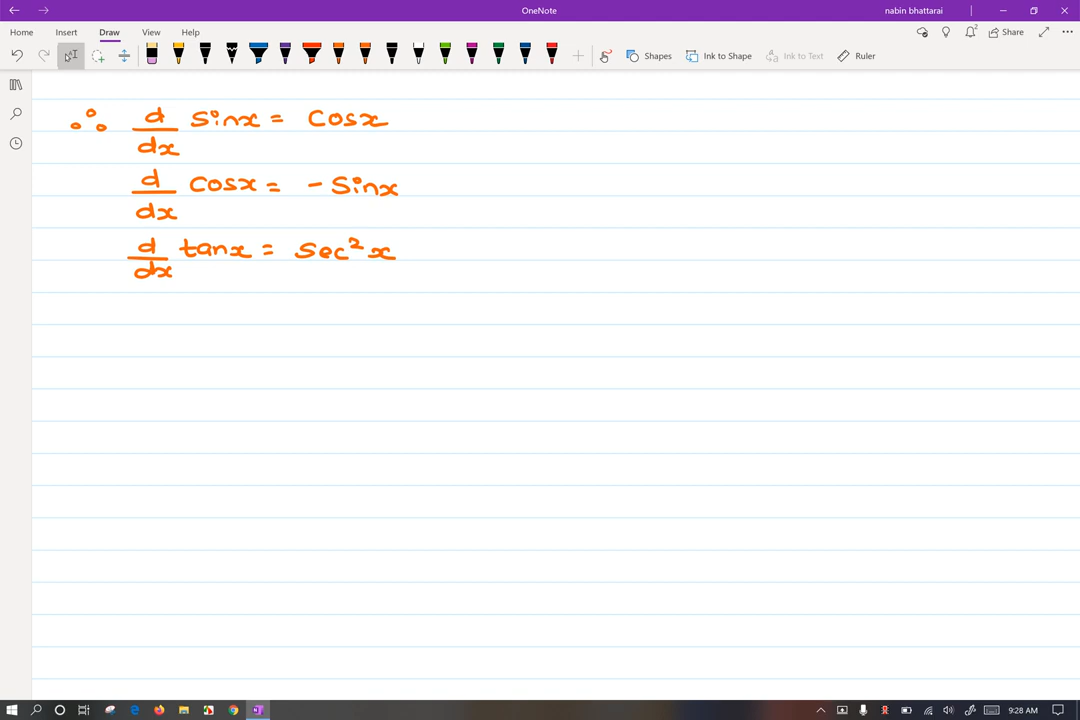 OneNote
nabin bhattarai
Home Insert Draw View Help
Share
Shapes Ink to Shape Ink to Text Ruler
∴ d/dx Sinx = Cosx
d/dx Cosx = - Sinx
d/dx tanx = Sec²x
9:28 AM